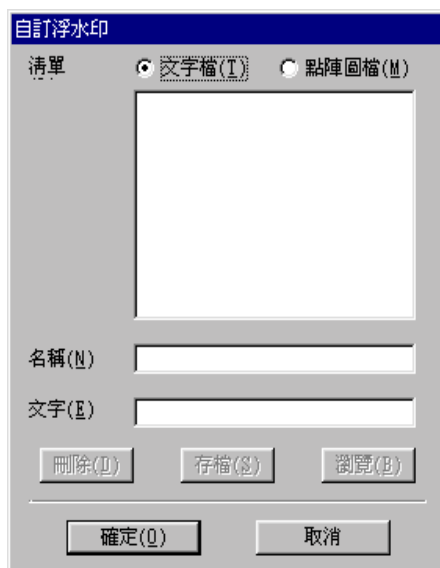 自訂浮水印
清單 文字檔(T) 點陣圖檔(M)
名稱(N)
文字(E)
刪除(D) 存檔(S) 瀏覽(B)
確定(O) 取消